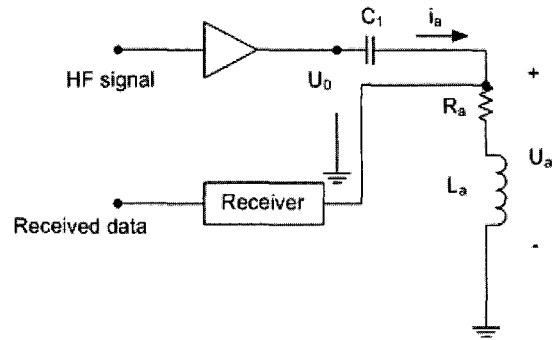 C1
ia
HF signal
U0
+
Ra
Ua
La
Receiver
Received data
-